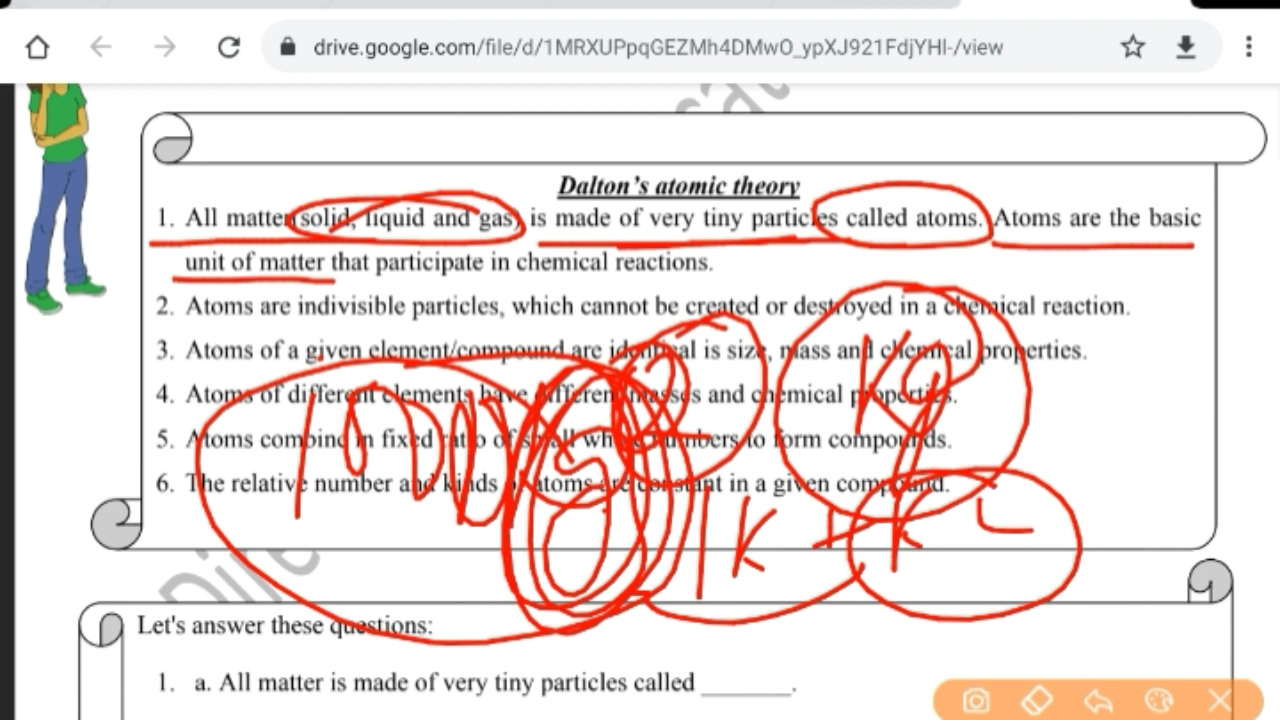 drive.google.com/file/d/1MRXUPpqGEZMh4DMwO_ypXJ921FdjYHl-/view
Dalton's atomic theory
1. All matter (solid, liquid and gas) is made of very tiny particles called atoms. Atoms are the basic
unit of matter that participate in chemical reactions.
2. Atoms are indivisible particles, which cannot be created or destroyed in a chemical reaction.
3. Atoms of a given element/compound are identical is size, mass and chemical properties.
4. Atoms of different elements have different masses and chemical properties.
5. Atoms combine in fixed ratio of small whole numbers to form compounds.
6. The relative number and kinds of atoms are constant in a given compound.
Kg
1K
Let's answer these questions:
1. a. All matter is made of very tiny particles called ______.